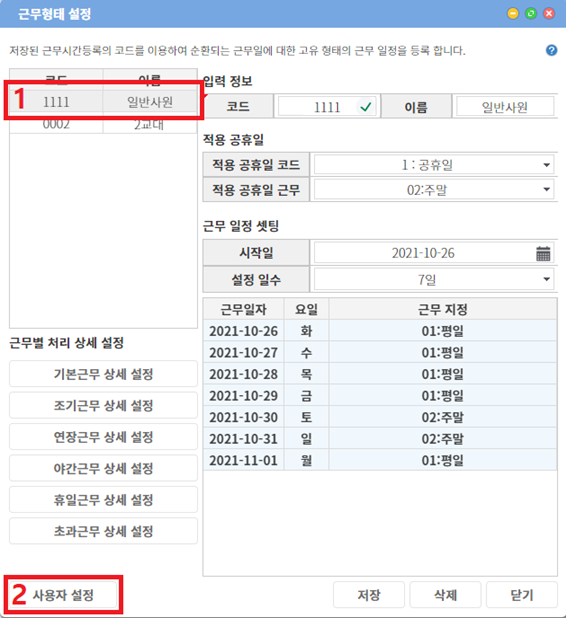 근무형태 설정
저장된 근무시간등록의 코드를 이용하여 순환되는 근무일에 대한 고유 형태의 근무 일정을 등록 합니다.
?
코드 이름
1 1111 일반사원
0002 2교대
입력 정보
코드 1111 이름 일반사원
적용 공휴일
적용 공휴일 코드 1 : 공휴일
적용 공휴일 근무 02:주말
근무 일정 셋팅
시작일 2021-10-26
설정 일수 7일
근무일자 요일 근무 지정
2021-10-26 화 01:평일
2021-10-27 수 01:평일
2021-10-28 목 01:평일
2021-10-29 금 01:평일
2021-10-30 토 02:주말
2021-10-31 일 02:주말
2021-11-01 월 01:평일
근무별 처리 상세 설정
기본근무 상세 설정
조기근무 상세 설정
연장근무 상세 설정
야간근무 상세 설정
휴일근무 상세 설정
초과근무 상세 설정
2 사용자 설정
저장 삭제 닫기